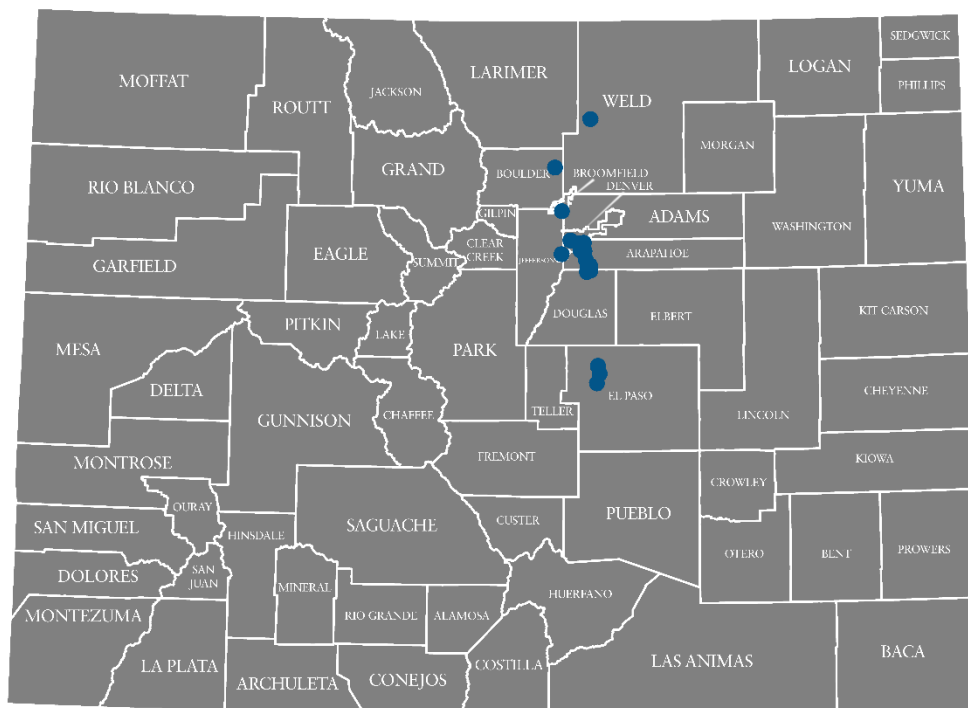 SEDGWICK
LOGAN
LARIMER
MOFFAT
PHILLIPS
JACKSON
WELD
ROUTT
MORGAN
GRAND
BOULDER
BROOMFIELD
YUMA
RIO BLANCO
DENVER
GILPIN
ADAMS
WASHINGTON
EAGLE
CLEAR
CREEK
ARAPAHOE
SUMMIT
JEFFERSON
GARFIELD
KIT CARSON
DOUGLAS
ELBERT
PITKIN
LAKE
MESA
PARK
DELTA
CHEYENNE
EL PASO
TELLER
LINCOLN
CHAFFEE
GUNNISON
FREMONT
KIOWA
MONTROSE
CROWLEY
OURAY
PUEBLO
CUSTER
SAN MIGUEL
SAGUACHE
HINSDALE
OTERO
BENT
PROWERS
SAN
JUAN
DOLORES
MINERAL
HUERFANO
RIO GRANDE
ALAMOSA
MONTEZUMA
BACA
LAS ANIMAS
COSTILLA
LA PLATA
CONEJOS
ARCHULETA